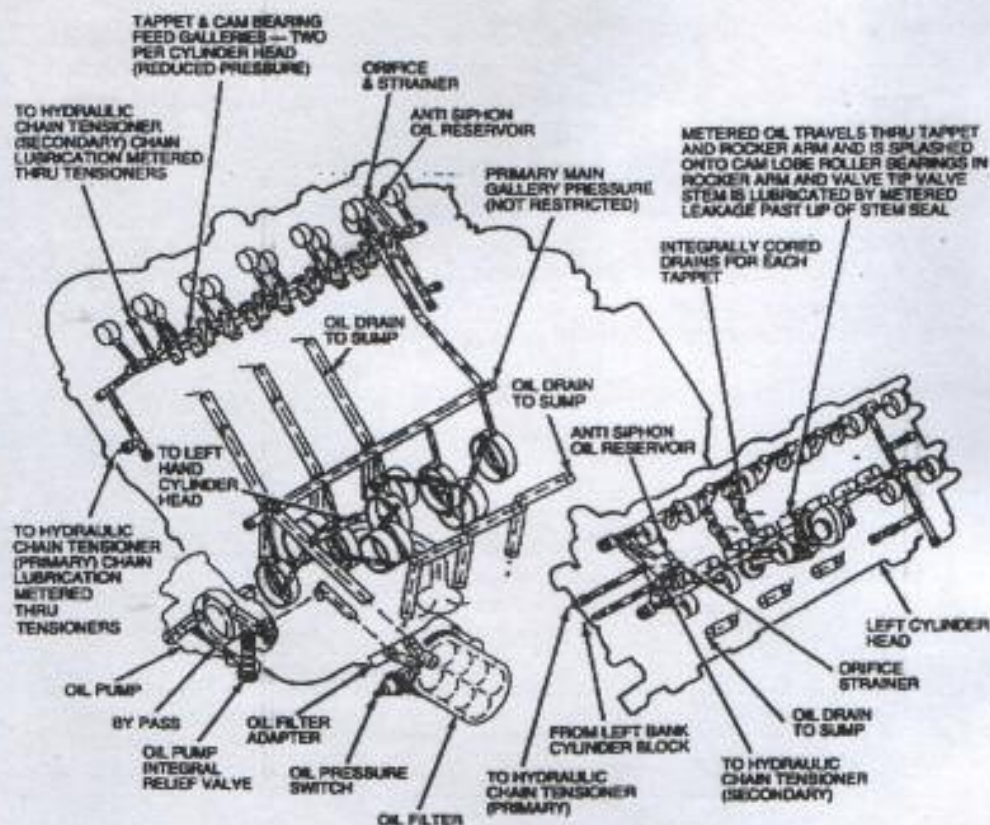 TAPPET & CAM BEARING
FEED GALLERIES — TWO
PER CYLINDER HEAD
(REDUCED PRESSURE)
ORIFICE
& STRAINER
TO HYDRAULIC
CHAIN TENSIONER
(SECONDARY) CHAIN
LUBRICATION METERED
THRU TENSIONERS
ANTI SIPHON
OIL RESERVOIR
PRIMARY MAIN
GALLERY PRESSURE
(NOT RESTRICTED)
METERED OIL TRAVELS THRU TAPPET
AND ROCKER ARM AND IS SPLASHED
ONTO CAM LOBE ROLLER BEARINGS IN
ROCKER ARM AND VALVE TIP VALVE
STEM IS LUBRICATED BY METERED
LEAKAGE PAST LIP OF STEM SEAL
INTEGRALLY CORED
DRAINS FOR EACH
TAPPET
OIL DRAIN
TO SUMP
OIL DRAIN
TO SUMP
ANTI SIPHON
OIL RESERVOIR
TO LEFT
HAND
CYLINDER
HEAD
TO HYDRAULIC
CHAIN TENSIONER
(PRIMARY) CHAIN
LUBRICATION
METERED
THRU
TENSIONERS
OIL PUMP
BY PASS
OIL PUMP
INTEGRAL
RELIEF VALVE
OIL FILTER
ADAPTER
OIL PRESSURE
SWITCH
OIL FILTER
FROM LEFT BANK
CYLINDER BLOCK
TO HYDRAULIC
CHAIN TENSIONER
(PRIMARY)
TO HYDRAULIC
CHAIN TENSIONER
(SECONDARY)
OIL DRAIN
TO SUMP
ORIFICE
STRAINER
LEFT CYLINDER
HEAD